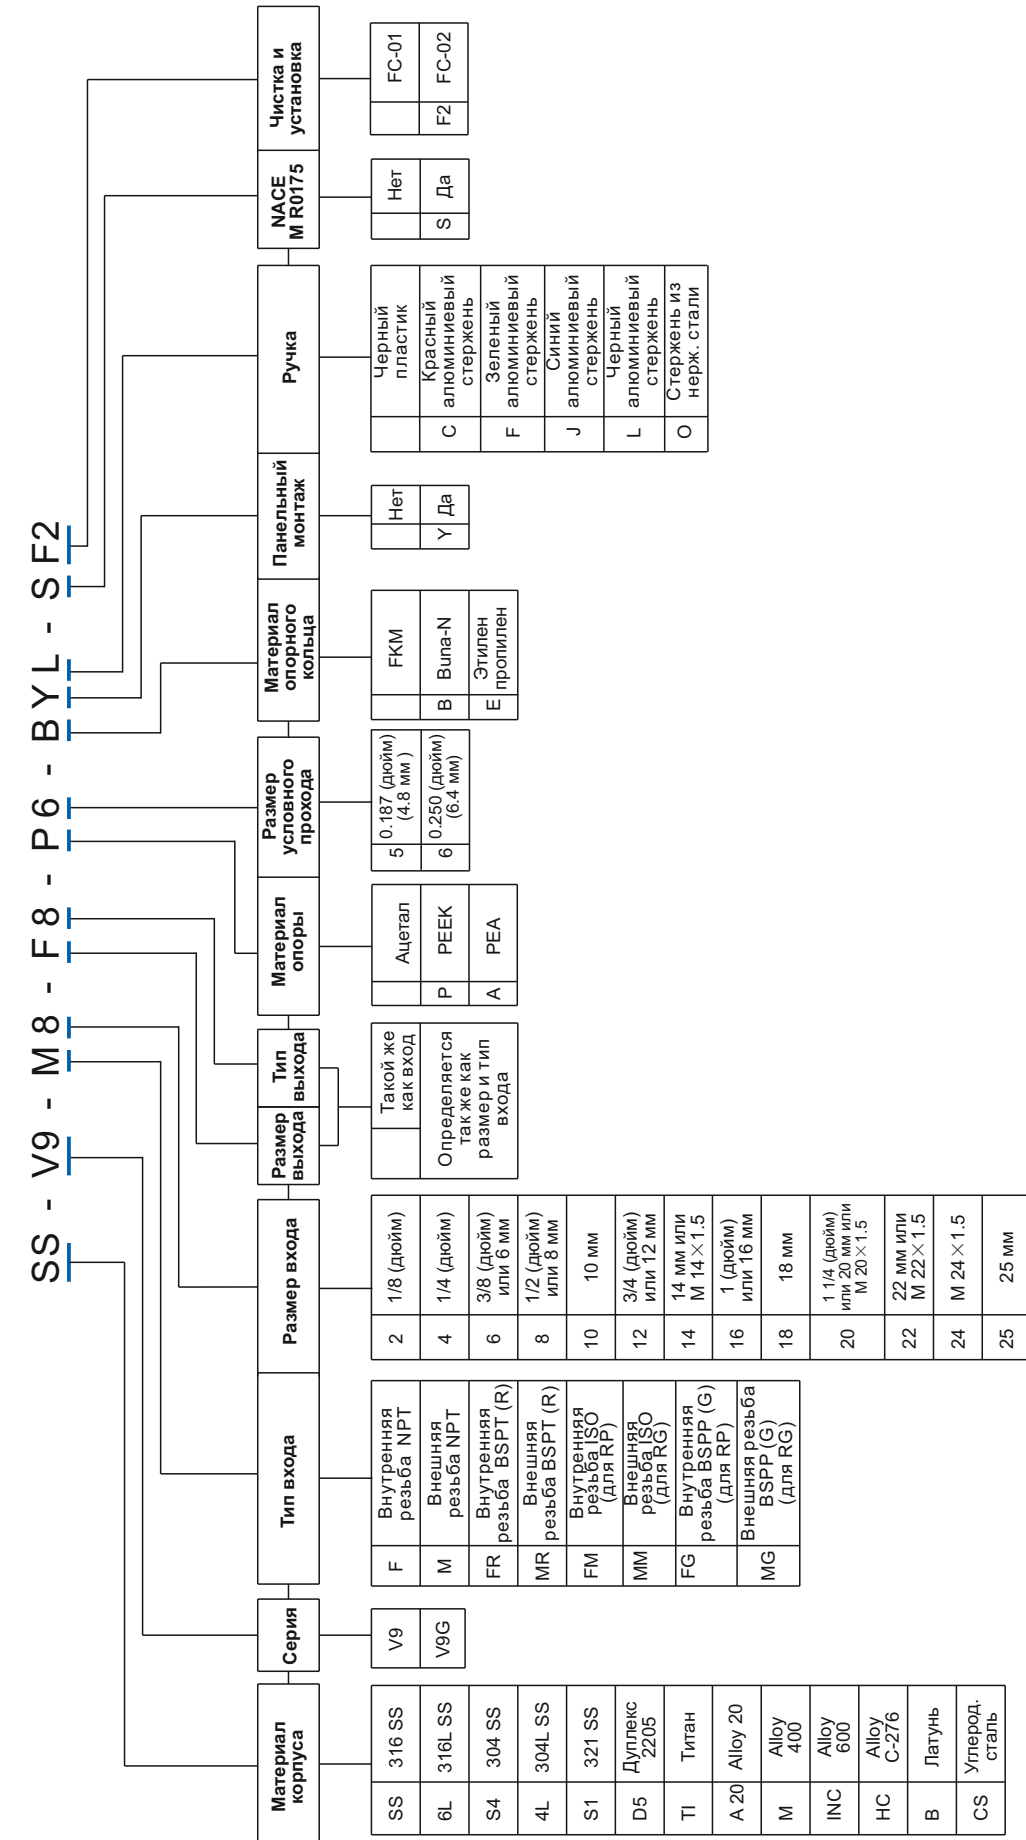 SS - V9 - M8 - F8 - P6 - BYL - SF2
Материал
корпуса
SS 316 SS
6L 316L SS
S4 304 SS
4L 304L SS
S1 321 SS
D5 Дуплекс
2205
TI Титан
A 20 Alloy 20
M Alloy
400
INC Alloy
600
HC Alloy
C-276
B Латунь
CS Углерод.
сталь
Серия
V9
V9G
Тип входа
F Внутренняя
резьба NPT
M Внешняя
резьба NPT
FR Внутренняя
резьба BSPT (R)
MR Внешняя
резьба BSPT (R)
FM Внутренняя
резьба ISO
(для RP)
MM Внешняя
резьба ISO
(для RG)
FG Внутренняя
резьба BSPP (G)
(для RP)
MG Внешняя резьба
BSPP (G)
(для RG)
Размер входа
2 1/8 (дюйм)
4 1/4 (дюйм)
6 3/8 (дюйм)
или 6 мм
8 1/2 (дюйм)
или 8 мм
10 10 мм
12 3/4 (дюйм)
или 12 мм
14 14 мм или
M 14×1.5
16 1 (дюйм)
или 16 мм
18 18 мм
20 1 1/4 (дюйм)
или 20 мм или
M 20×1.5
22 22 мм или
M 22×1.5
24 M 24×1.5
25 25 мм
Размер
выхода
Тип
выхода
Такой же
как вход
Определяется
так же как
размер и тип
входа
Материал
опоры
Ацетал
P PEEK
A PEA
Размер
условного
прохода
5 0.187 (дюйм)
(4.8 мм )
6 0.250 (дюйм)
(6.4 мм)
Материал
опорного
кольца
FKM
B Buna-N
E Этилен
пропилен
Панельный
монтаж
Нет
Y Да
Ручка
Черный
пластик
C Красный
алюминиевый
стержень
F Зеленый
алюминиевый
стержень
J Синий
алюминиевый
стержень
L Черный
алюминиевый
стержень
O Стержень из
нерж. стали
NACE
M R0175
Нет
S Да
Чистка и
установка
FC-01
F2 FC-02